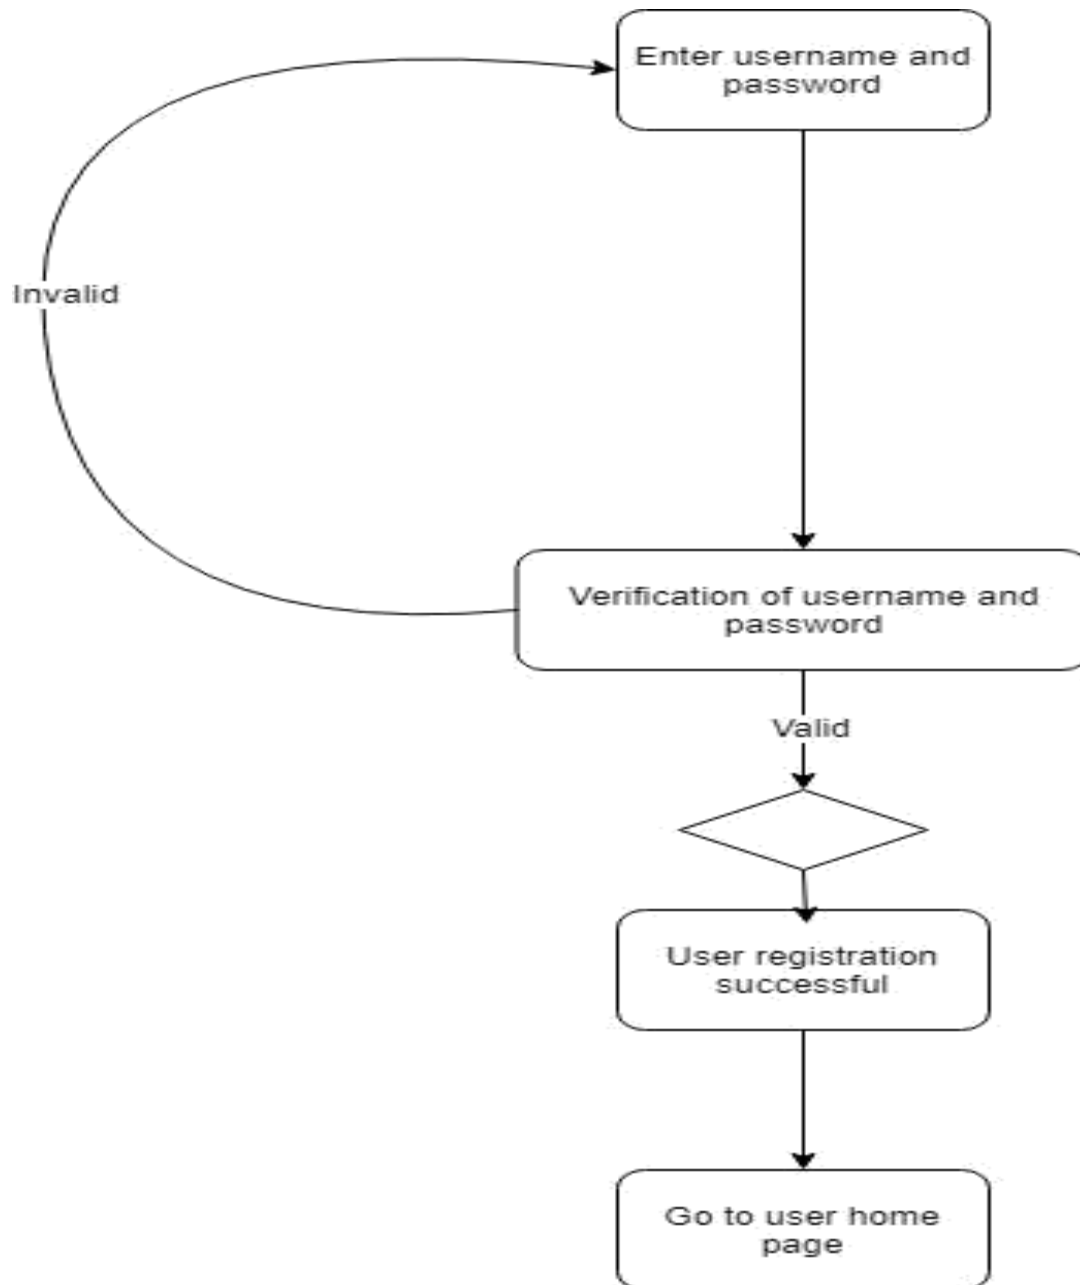 Enter username and
password
Invalid
Verification of username and
password
Valid
User registration
successful
Go to user home
page